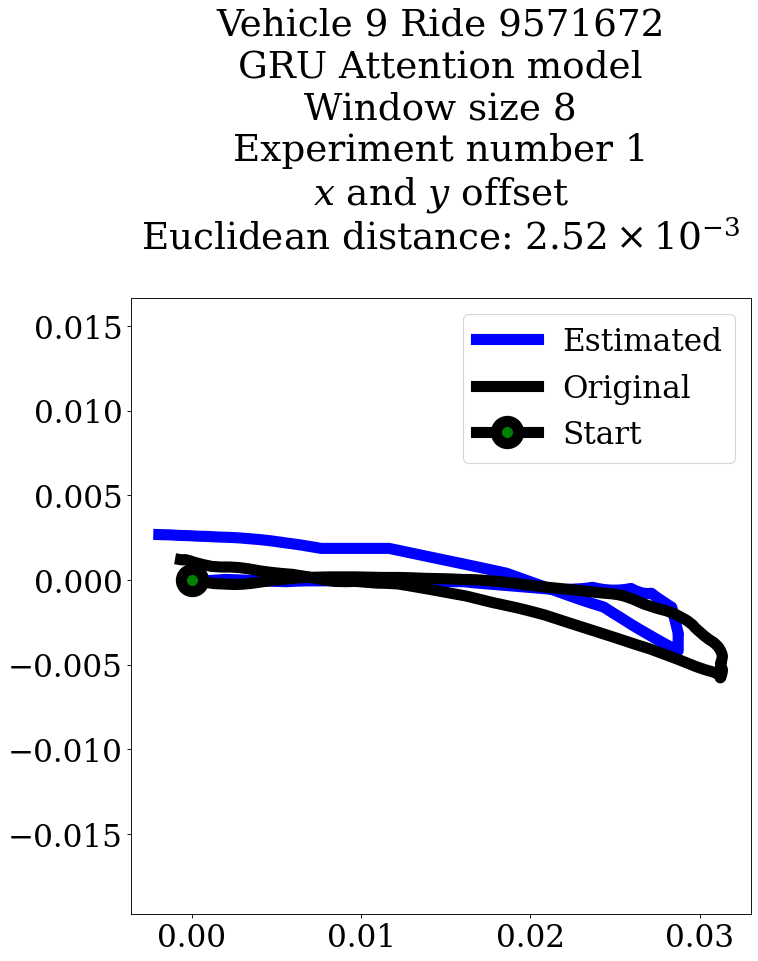 Vehicle 9 Ride 9571672
GRU Attention model
Window size 8
Experiment number 1
x and y offset
Euclidean distance: 2.52 × 10⁻³
Estimated
Original
Start
0.015
0.010
0.005
0.000
−0.005
−0.010
−0.015
0.00 0.01 0.02 0.03